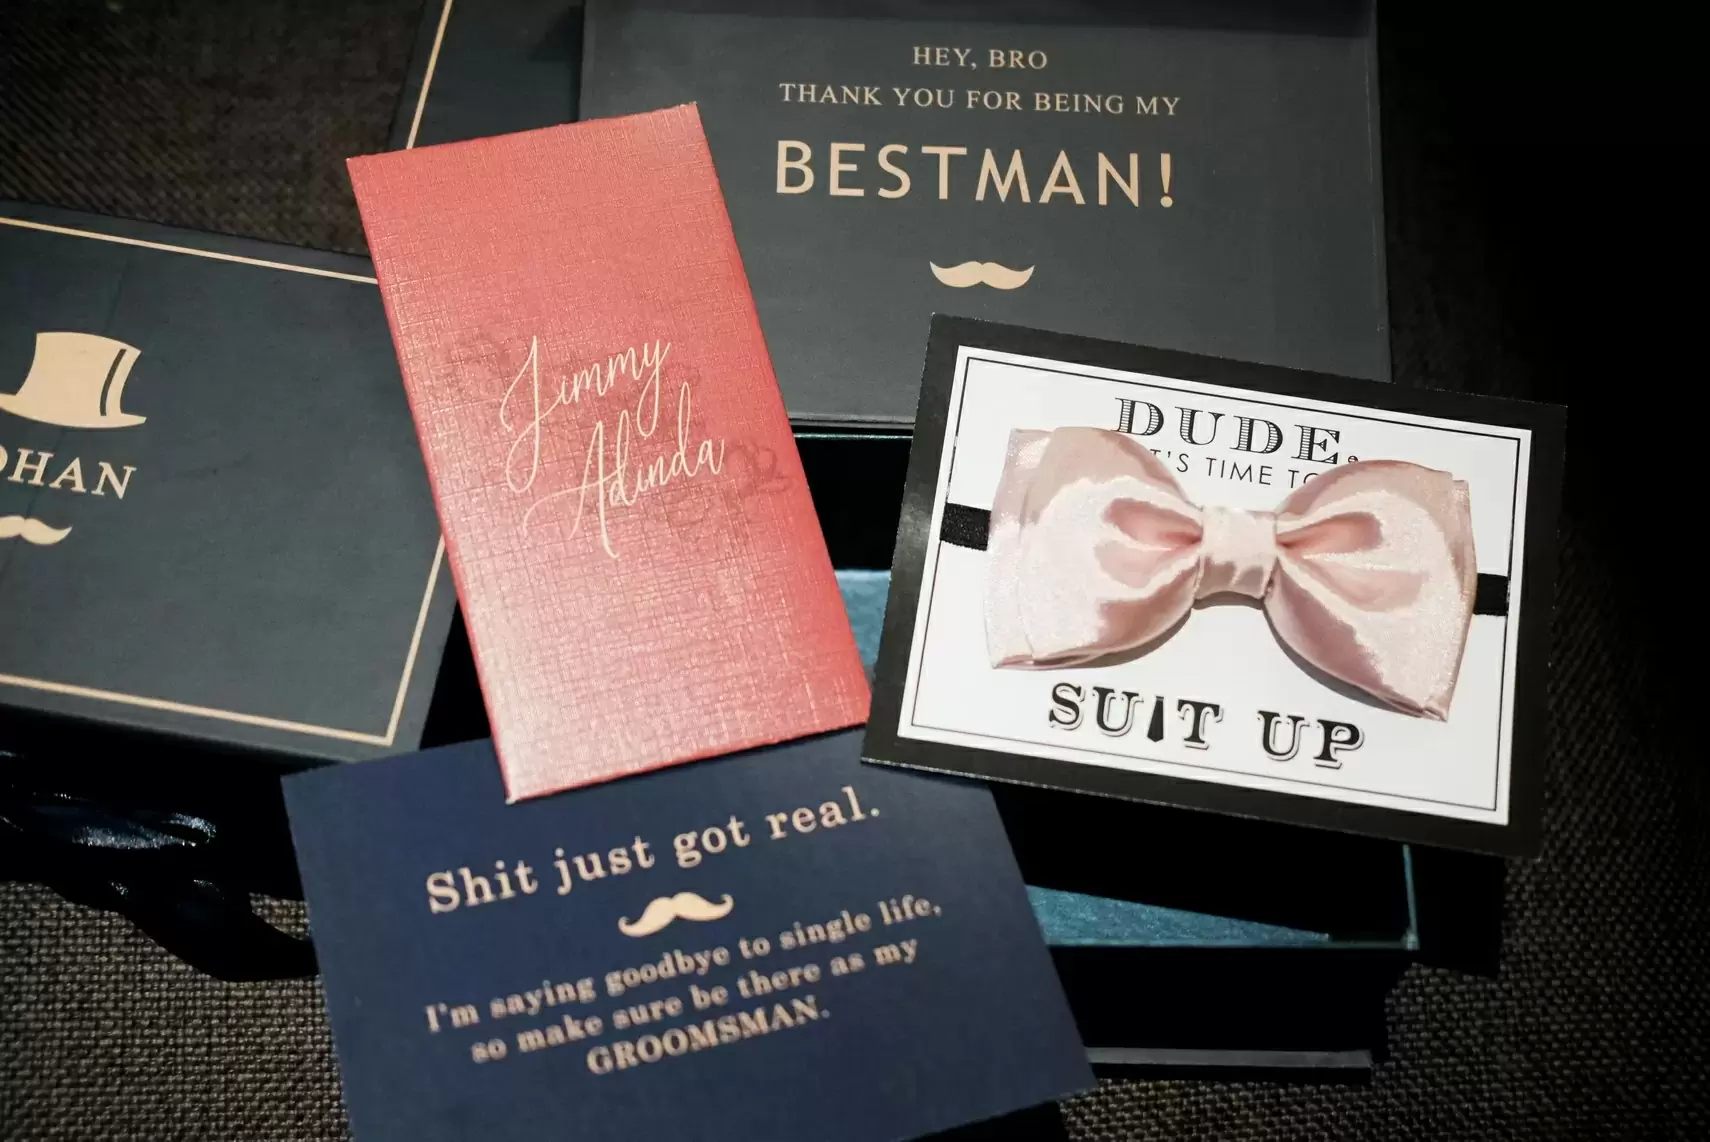 HEY, BRO
THANK YOU FOR BEING MY
BESTMAN!
Jimmy
Adinda
DUDE,
T'S TIME TO
SUIT UP
OHAN
Shit just got real.
I'm saying goodbye to single life,
so make sure be there as my
GROOMSMAN.